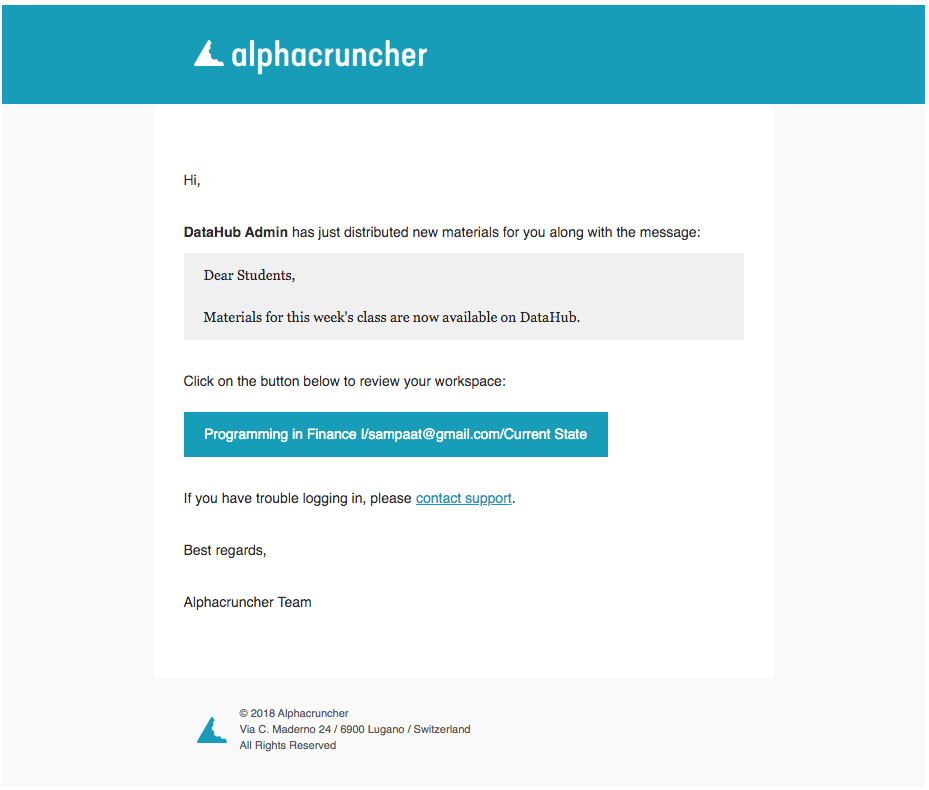 alphacruncher
Hi,
DataHub Admin has just distributed new materials for you along with the message:
Dear Students,
Materials for this week's class are now available on DataHub.
Click on the button below to review your workspace:
Programming in Finance I/sampaat@gmail.com/Current State
If you have trouble logging in, please contact support.
Best regards,
Alphacruncher Team
© 2018 Alphacruncher
Via C. Maderno 24 / 6900 Lugano / Switzerland
All Rights Reserved